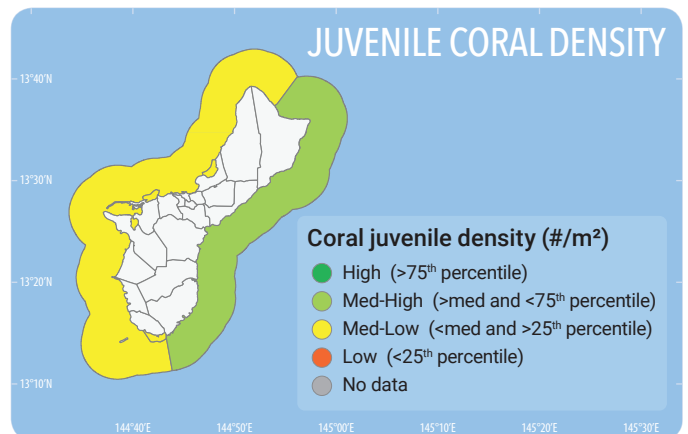 JUVENILE CORAL DENSITY
13°40'N
13°30'N
13°20'N
13°10'N
Coral juvenile density (#/m²)
High (>75th percentile)
Med-High (>med and <75th percentile)
Med-Low (<med and >25th percentile)
Low (<25th percentile)
No data
144°40'E 144°50'E 145°00'E 145°10'E 145°20'E 145°30'E